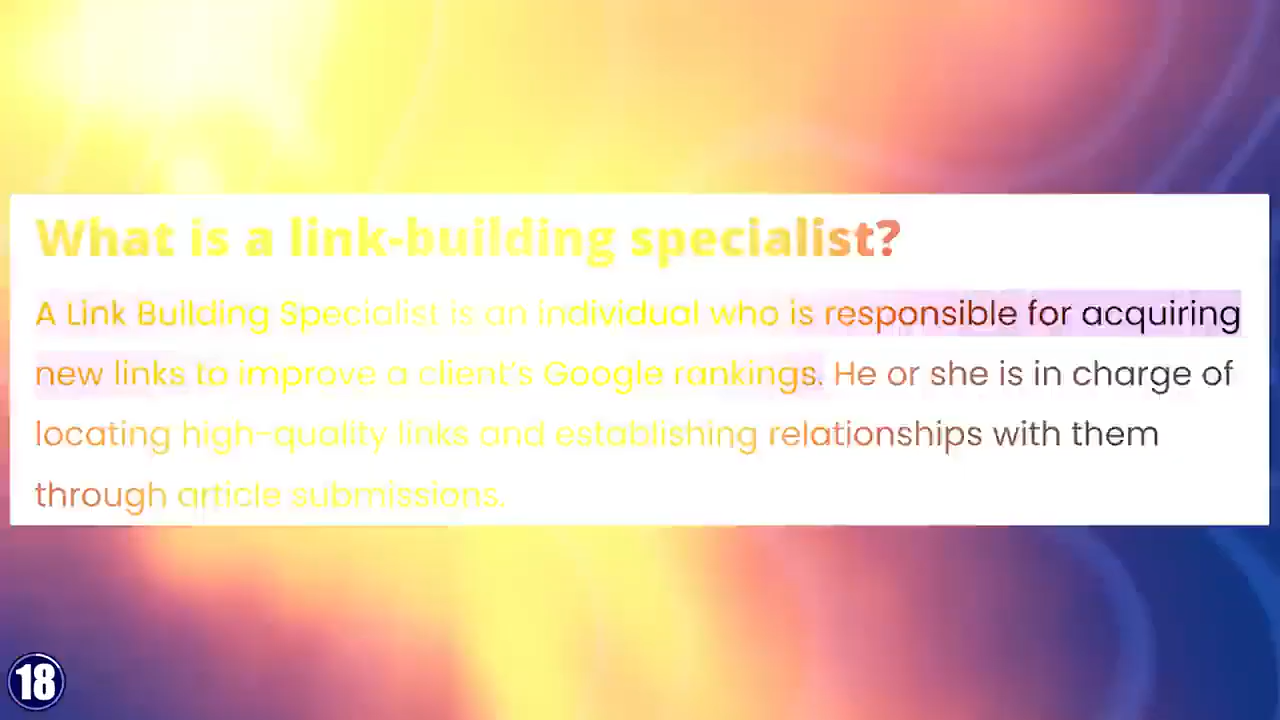 What is a link-building specialist?
A Link Building Specialist is an individual who is responsible for acquiring
new links to improve a client's Google rankings. He or she is in charge of
locating high-quality links and establishing relationships with them
through article submissions.
18